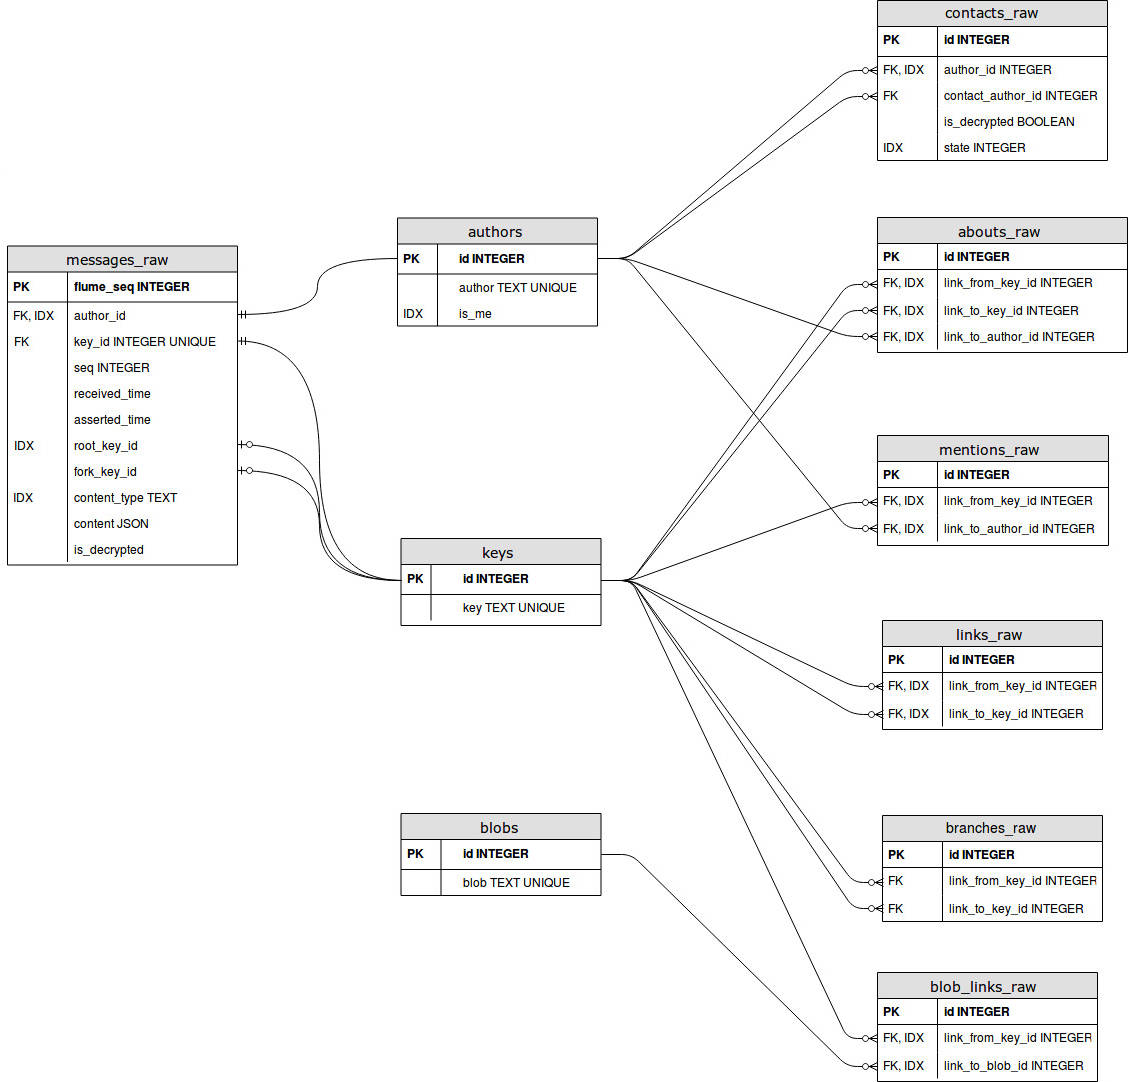 messages_raw
PK flume_seq INTEGER
FK, IDX author_id
FK key_id INTEGER UNIQUE
seq INTEGER
received_time
asserted_time
IDX root_key_id
fork_key_id
IDX content_type TEXT
content JSON
is_decrypted
authors
PK id INTEGER
author TEXT UNIQUE
IDX is_me
keys
PK id INTEGER
key TEXT UNIQUE
blobs
PK id INTEGER
blob TEXT UNIQUE
contacts_raw
PK id INTEGER
FK, IDX author_id INTEGER
FK contact_author_id INTEGER
is_decrypted BOOLEAN
IDX state INTEGER
abouts_raw
PK id INTEGER
FK, IDX link_from_key_id INTEGER
FK, IDX link_to_key_id INTEGER
FK, IDX link_to_author_id INTEGER
mentions_raw
PK id INTEGER
FK, IDX link_from_key_id INTEGER
FK, IDX link_to_author_id INTEGER
links_raw
PK id INTEGER
FK, IDX link_from_key_id INTEGER
FK, IDX link_to_key_id INTEGER
branches_raw
PK id INTEGER
FK link_from_key_id INTEGER
FK link_to_key_id INTEGER
blob_links_raw
PK id INTEGER
FK, IDX link_from_key_id INTEGER
FK, IDX link_to_blob_id INTEGER